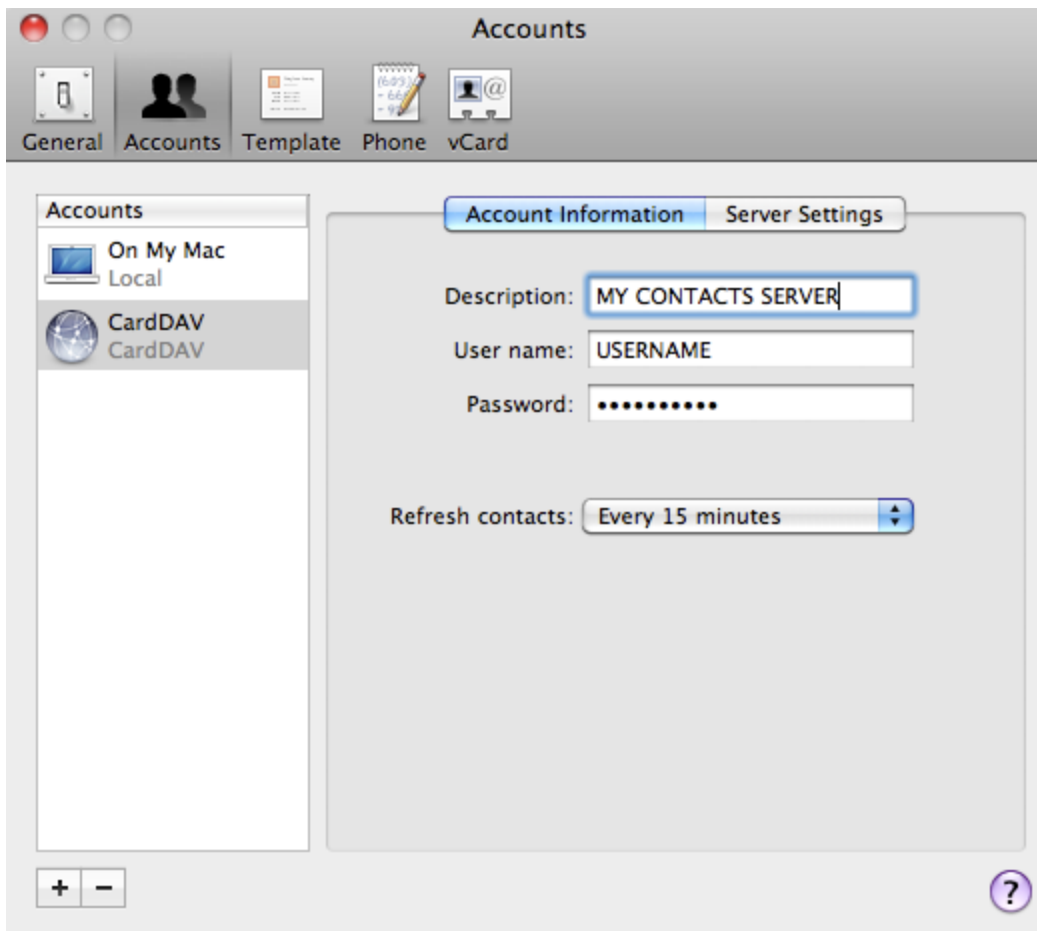 Accounts
General Accounts Template Phone vCard
Accounts
On My Mac
Local
CardDAV
CardDAV
Account Information Server Settings
Description: MY CONTACTS SERVER
User name: USERNAME
Password: ••••••••••
Refresh contacts: Every 15 minutes
+ −
?